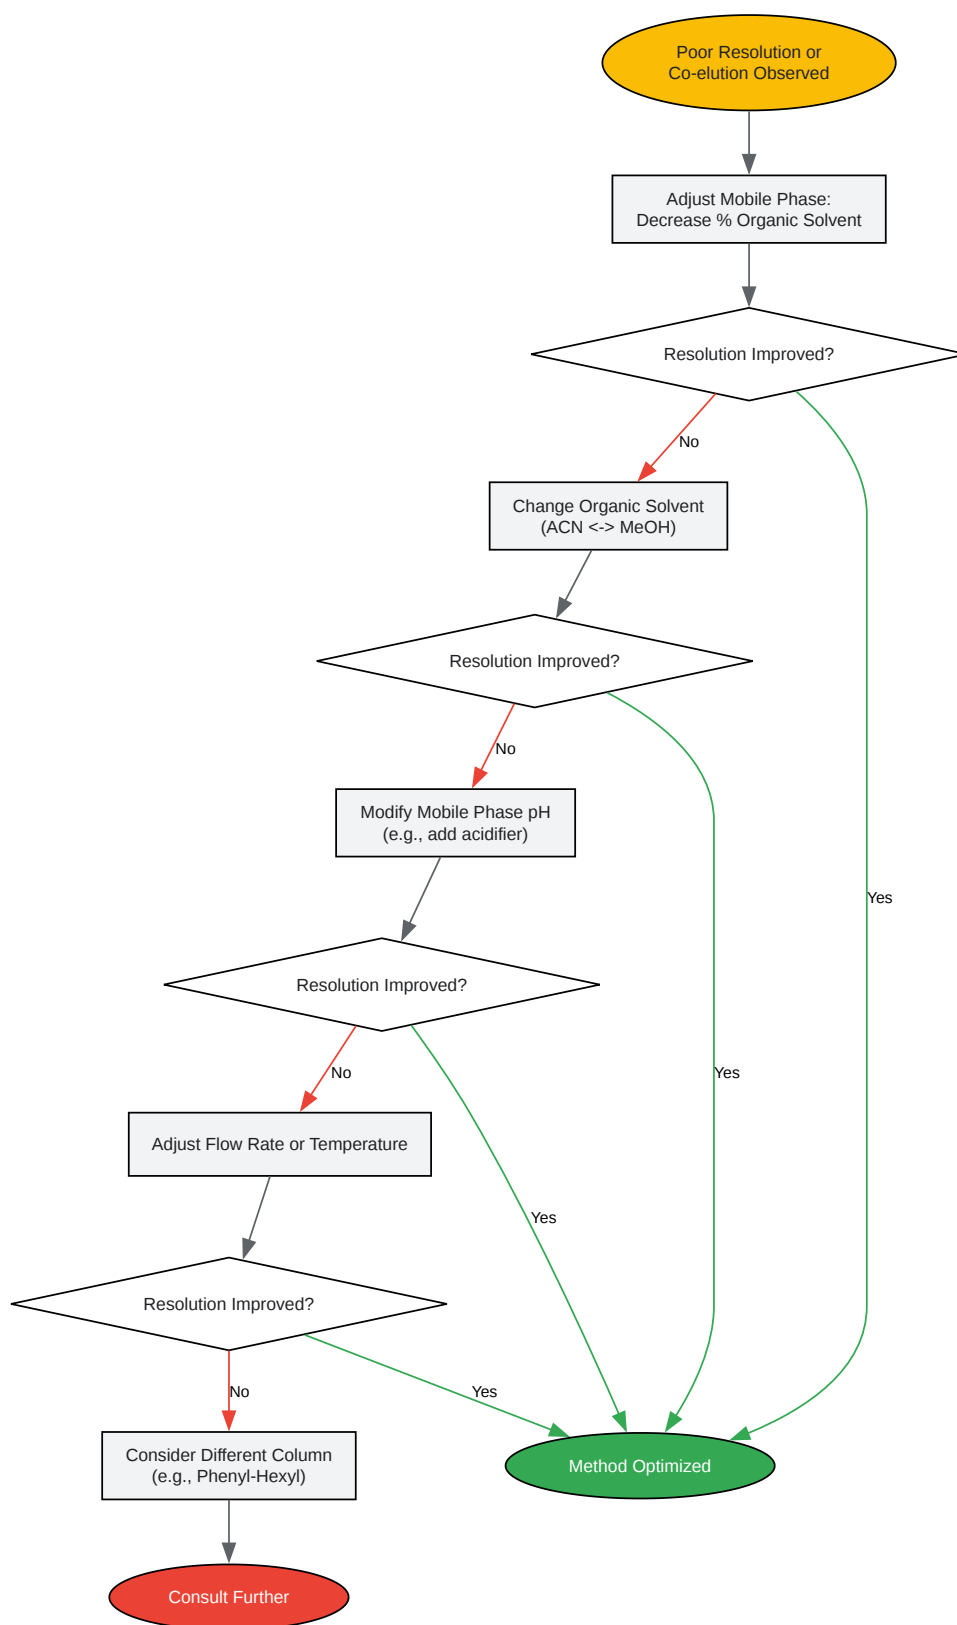 Poor Resolution or
Co-elution Observed
Adjust Mobile Phase:
Decrease % Organic Solvent
Resolution Improved?
No
Change Organic Solvent
(ACN <-> MeOH)
Resolution Improved?
No
Modify Mobile Phase pH
(e.g., add acidifier)
Yes
Resolution Improved?
No
Yes
Adjust Flow Rate or Temperature
Yes
Resolution Improved?
No
Yes
Consider Different Column
(e.g., Phenyl-Hexyl)
Method Optimized
Consult Further